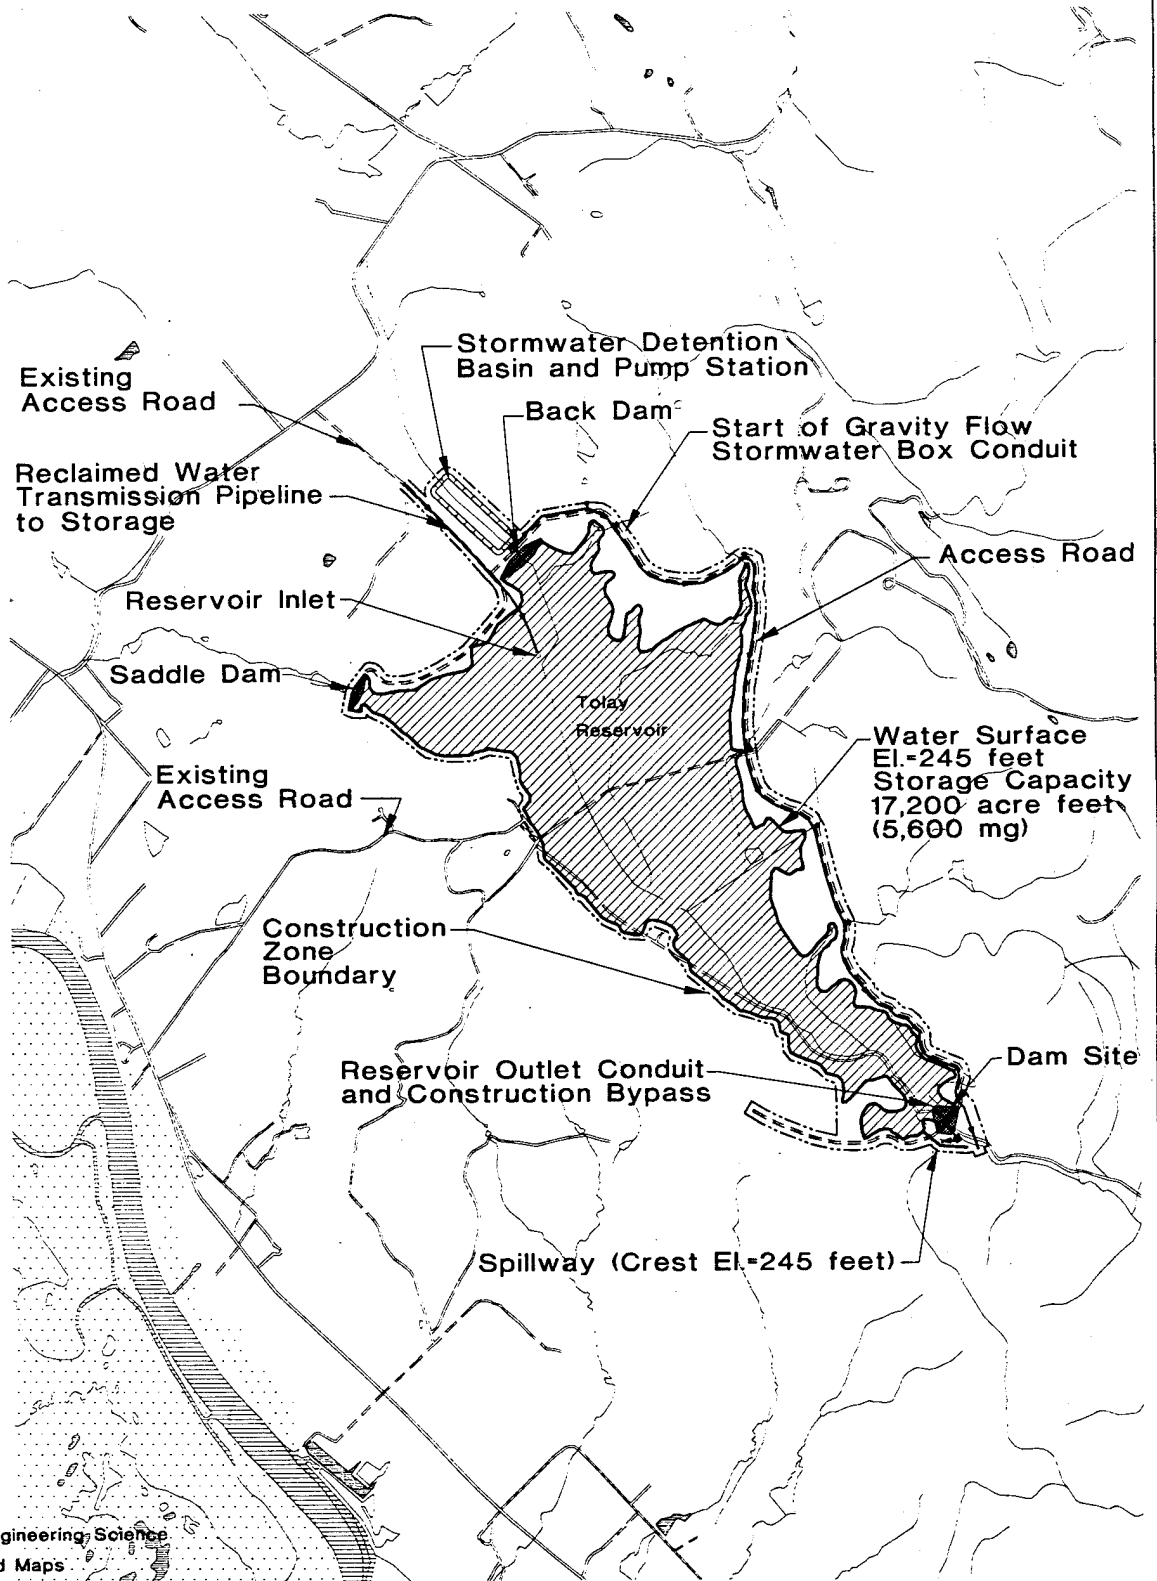 Stormwater Detention
Basin and Pump Station
Existing
Access Road
Back Dam
Start of Gravity Flow
Stormwater Box Conduit
Reclaimed Water
Transmission Pipeline
to Storage
Access Road
Reservoir Inlet
Saddle Dam
Tolay
Reservoir
Water Surface
El.=245 feet
Storage Capacity
17,200 acre feet
(5,600 mg)
Existing
Access Road
Construction
Zone
Boundary
Dam Site
Reservoir Outlet Conduit
and Construction Bypass
Spillway (Crest El.=245 feet)
gineering Science
d Maps